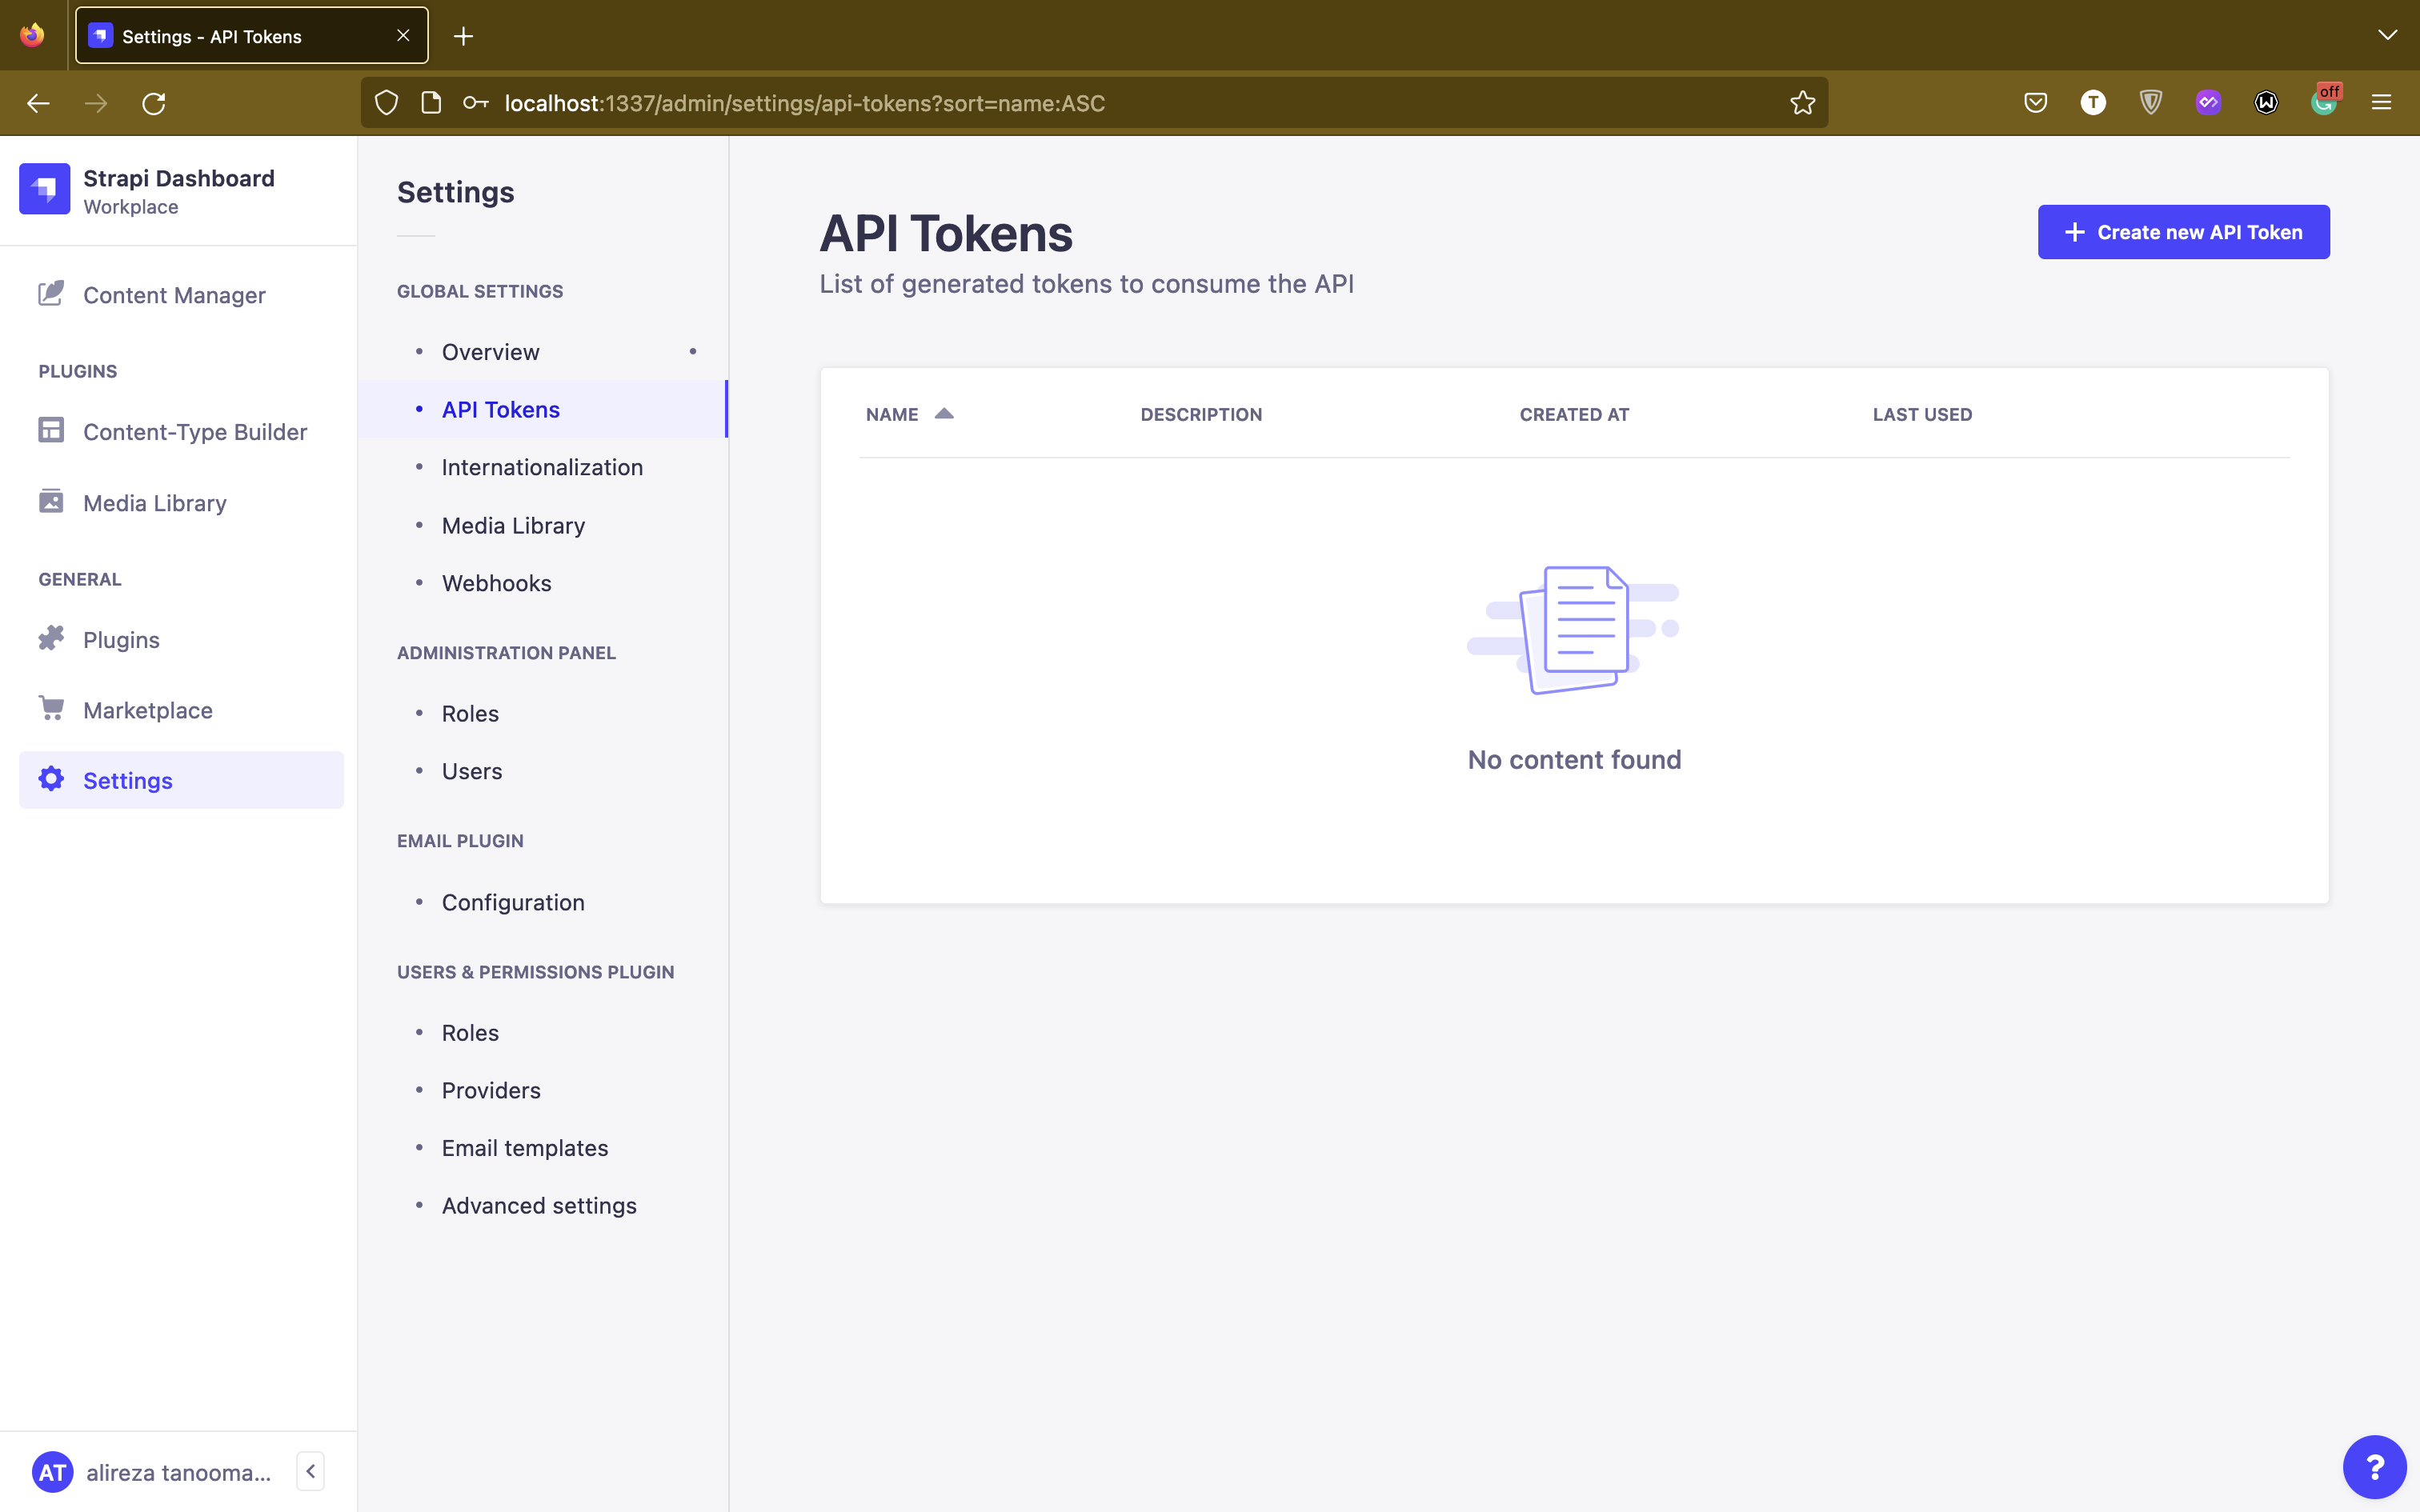 Settings - API Tokens
localhost:1337/admin/settings/api-tokens?sort=name:ASC
T
W
off
Strapi Dashboard
Workplace
Content Manager
PLUGINS
Content-Type Builder
Media Library
GENERAL
Plugins
Marketplace
Settings
AT
alireza tanooma...
Settings
GLOBAL SETTINGS
Overview
API Tokens
Internationalization
Media Library
Webhooks
ADMINISTRATION PANEL
Roles
Users
EMAIL PLUGIN
Configuration
USERS & PERMISSIONS PLUGIN
Roles
Providers
Email templates
Advanced settings
API Tokens
List of generated tokens to consume the API
Create new API Token
NAME DESCRIPTION CREATED AT LAST USED
No content found
?